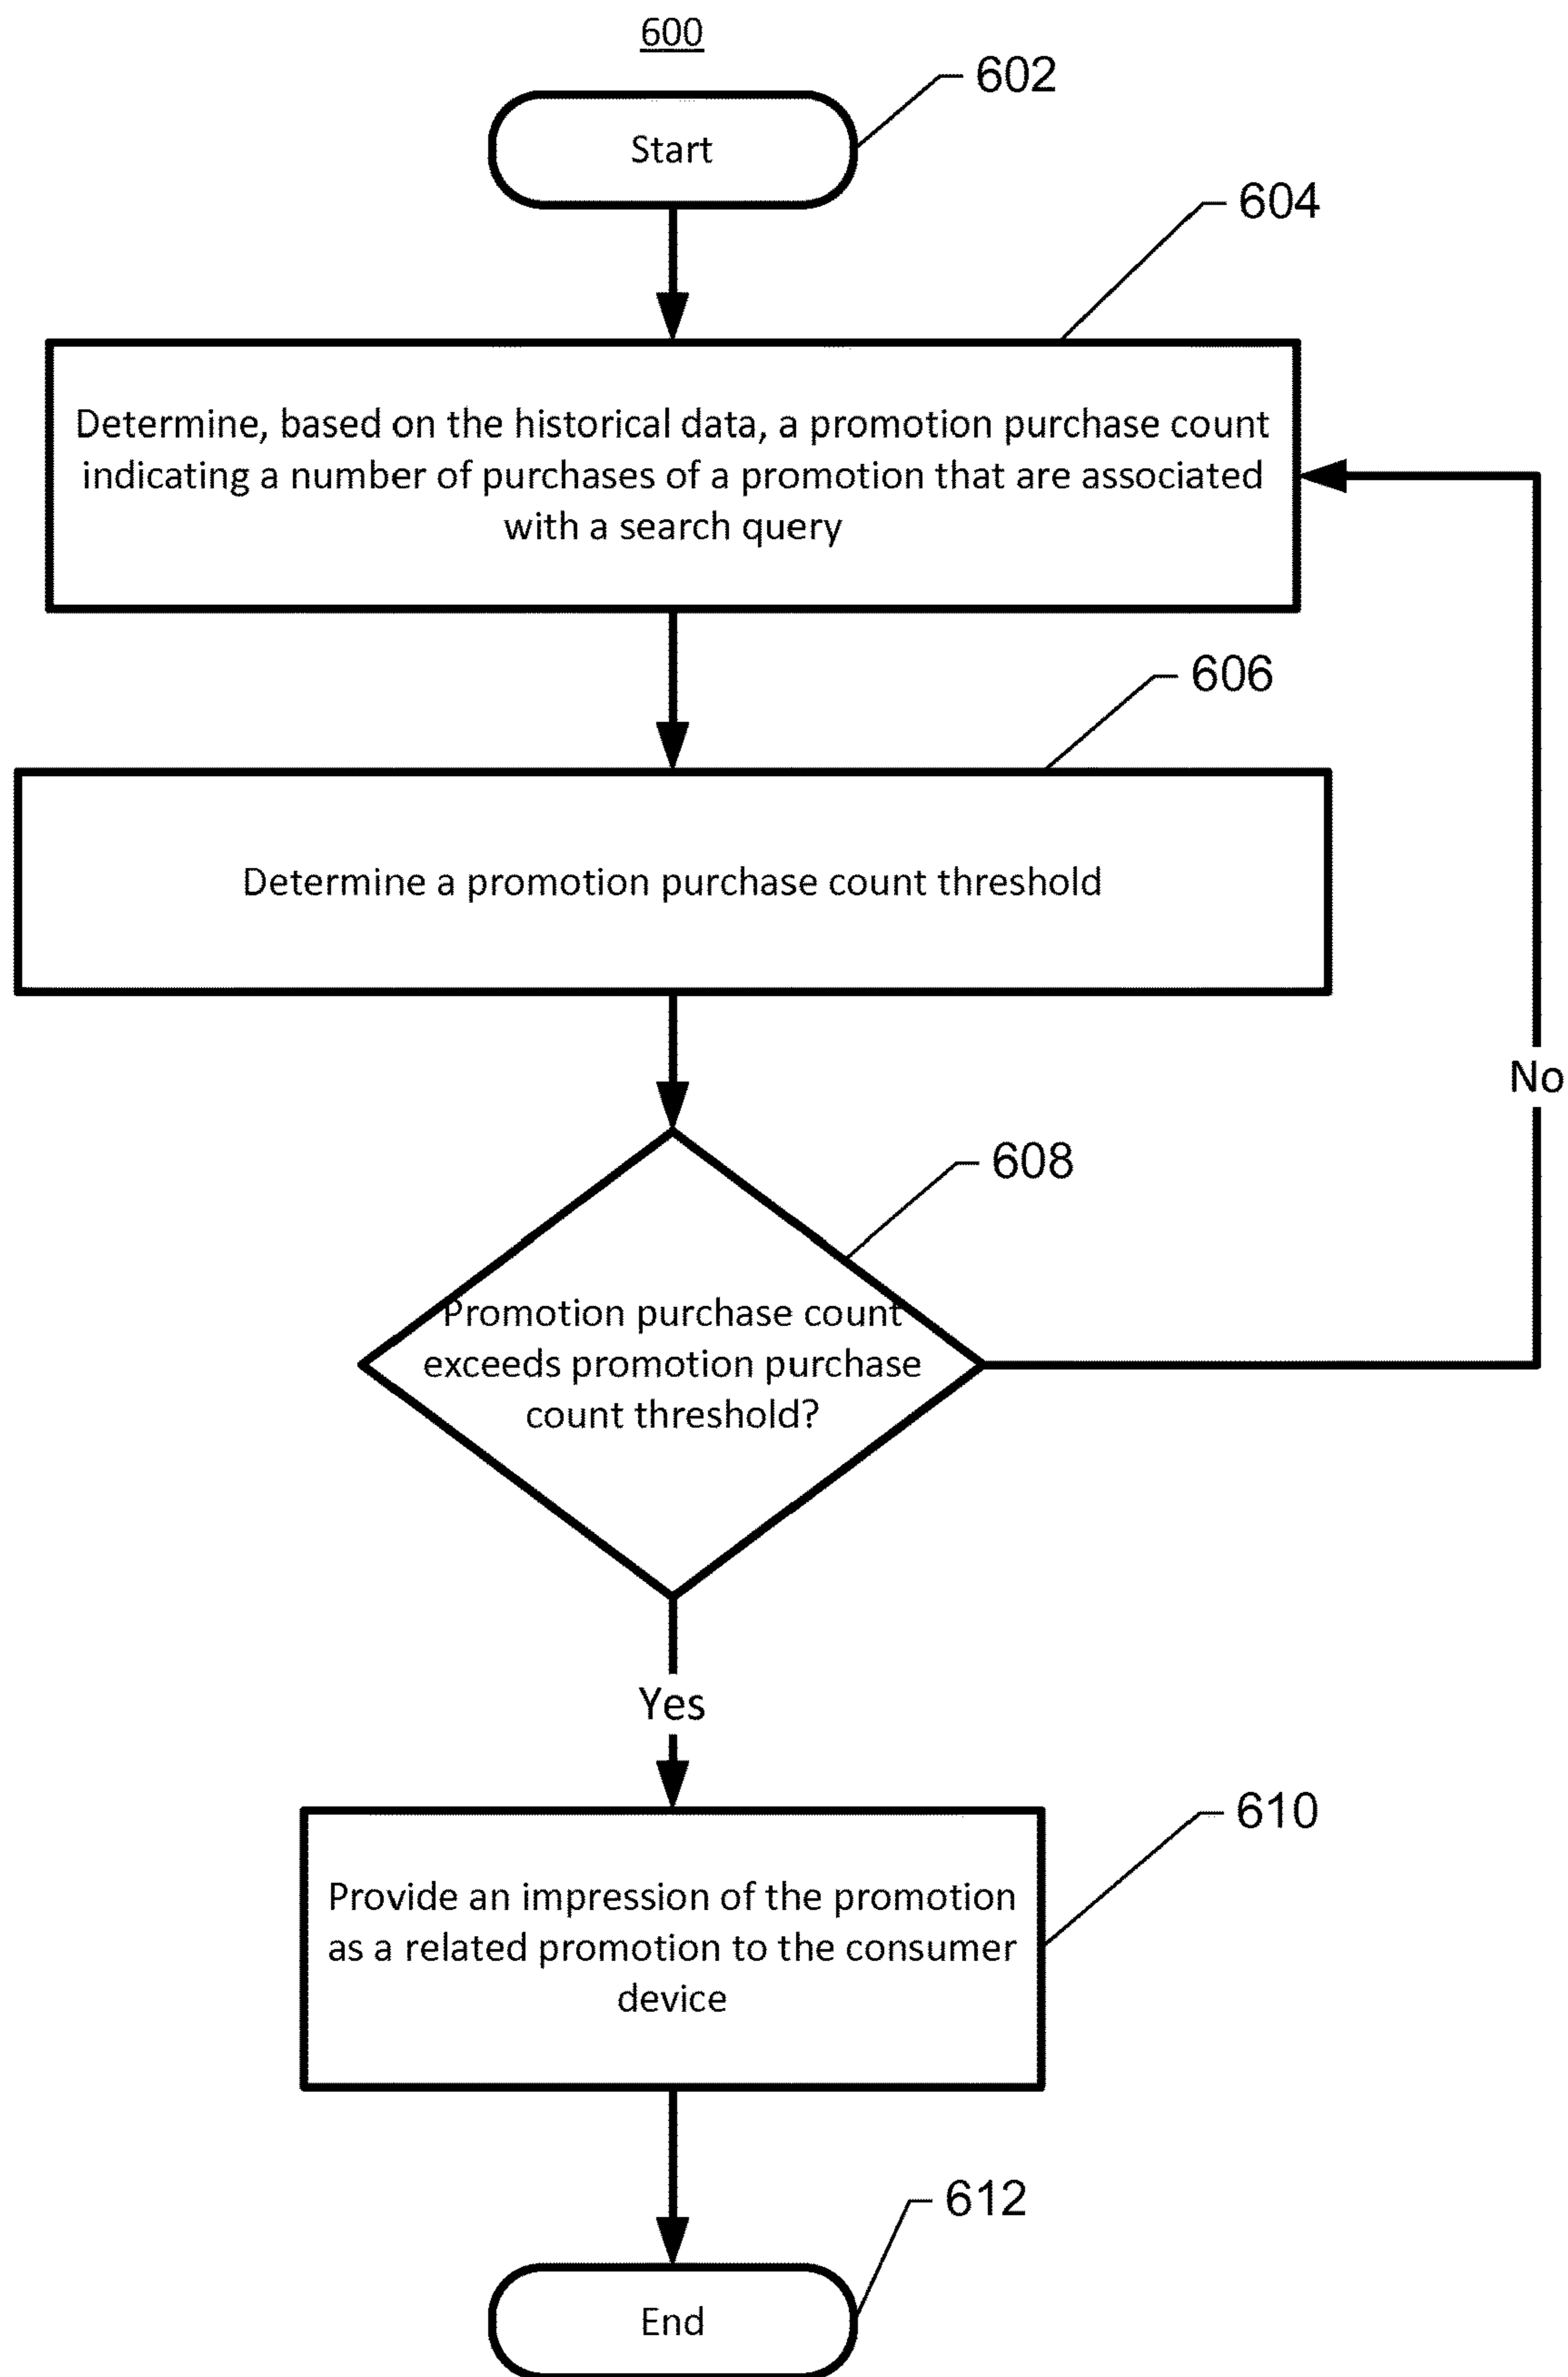 600
602
Start
604
Determine, based on the historical data, a promotion purchase count
indicating a number of purchases of a promotion that are associated
with a search query
606
Determine a promotion purchase count threshold
No
608
Promotion purchase count
exceeds promotion purchase
count threshold?
Yes
610
Provide an impression of the promotion
as a related promotion to the consumer
device
612
End